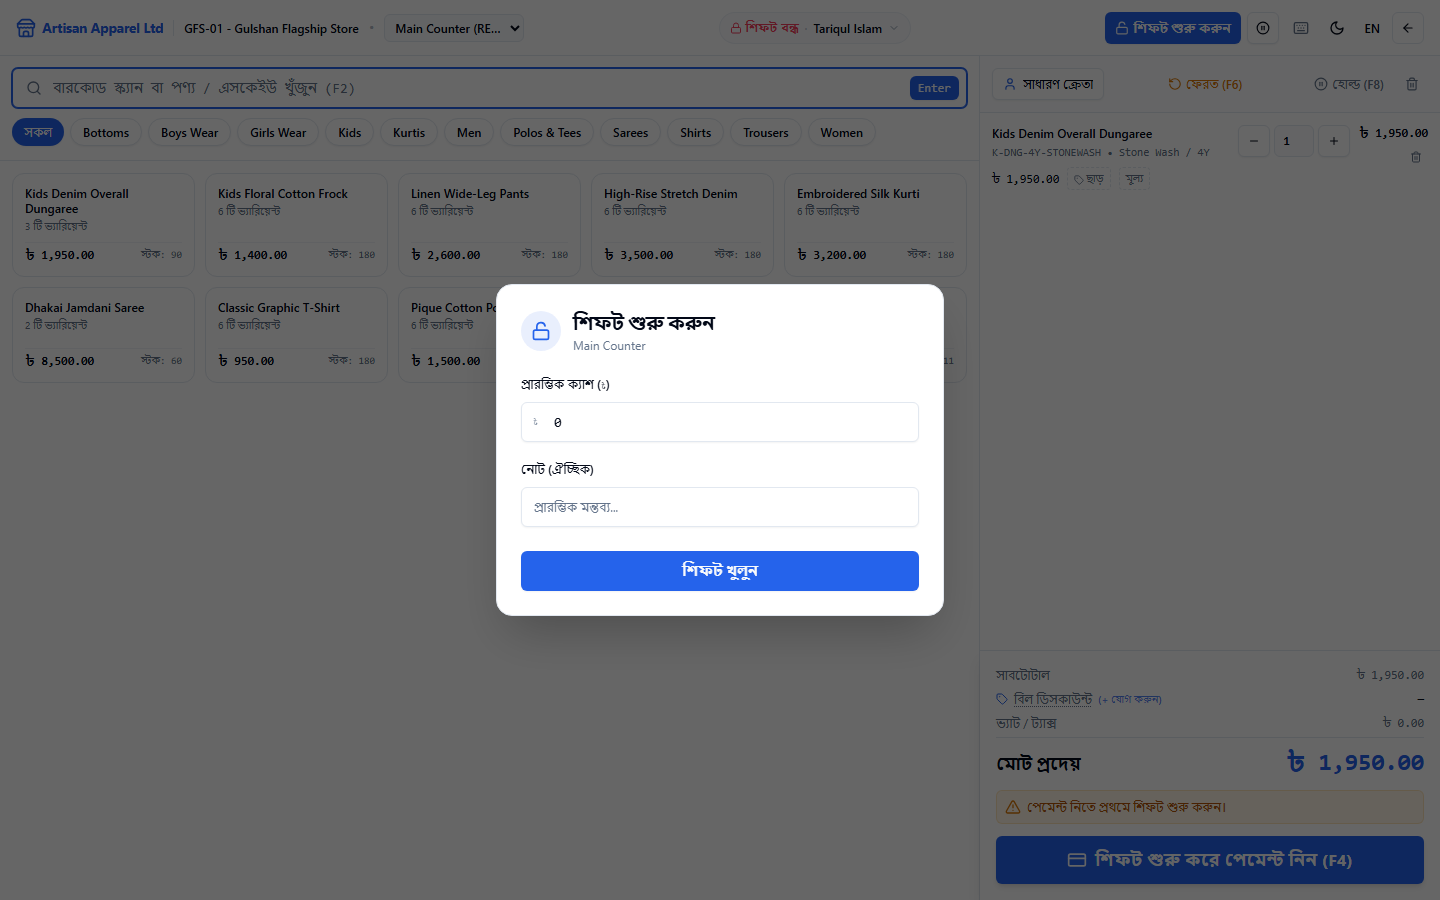 Artisan Apparel Ltd
GFS-01 - Gulshan Flagship Store
Main Counter (RE...
শিফট বন্ধ · Tariqul Islam
শিফট শুরু করুন
EN
বারকোড স্ক্যান বা পণ্য / এসকেইউ খুঁজুন (F2)
Enter
সকল
Bottoms
Boys Wear
Girls Wear
Kids
Kurtis
Men
Polos & Tees
Sarees
Shirts
Trousers
Women
Kids Denim Overall
Dungaree
3 টি ভ্যারিয়েন্ট
৳ 1,950.00
স্টক: 90
Kids Floral Cotton Frock
6 টি ভ্যারিয়েন্ট
৳ 1,400.00
স্টক: 180
Linen Wide-Leg Pants
6 টি ভ্যারিয়েন্ট
৳ 2,600.00
স্টক: 180
High-Rise Stretch Denim
6 টি ভ্যারিয়েন্ট
৳ 3,500.00
স্টক: 180
Embroidered Silk Kurti
6 টি ভ্যারিয়েন্ট
৳ 3,200.00
স্টক: 180
Dhakai Jamdani Saree
2 টি ভ্যারিয়েন্ট
৳ 8,500.00
স্টক: 60
Classic Graphic T-Shirt
6 টি ভ্যারিয়েন্ট
৳ 950.00
স্টক: 180
Pique Cotton
6 টি ভ্যারিয়েন্ট
৳ 1,500.00
শিফট শুরু করুন
Main Counter
প্রারম্ভিক ক্যাশ (৳)
৳ 0
নোট (ঐচ্ছিক)
প্রারম্ভিক মন্তব্য...
শিফট খুলুন
সাধারণ ক্রেতা
ফেরত (F6)
হোল্ড (F8)
Kids Denim Overall Dungaree
K-DNG-4Y-STONEWASH • Stone Wash / 4Y
৳ 1,950.00
ছাড়
মূল্য
1
৳ 1,950.00
সাবটোটাল
৳ 1,950.00
বিল ডিসকাউন্ট (+ যোগ করুন)
–
ভ্যাট / ট্যাক্স
৳ 0.00
মোট প্রদেয়
৳ 1,950.00
পেমেন্ট নিতে প্রথমে শিফট শুরু করুন।
শিফট শুরু করে পেমেন্ট নিন (F4)